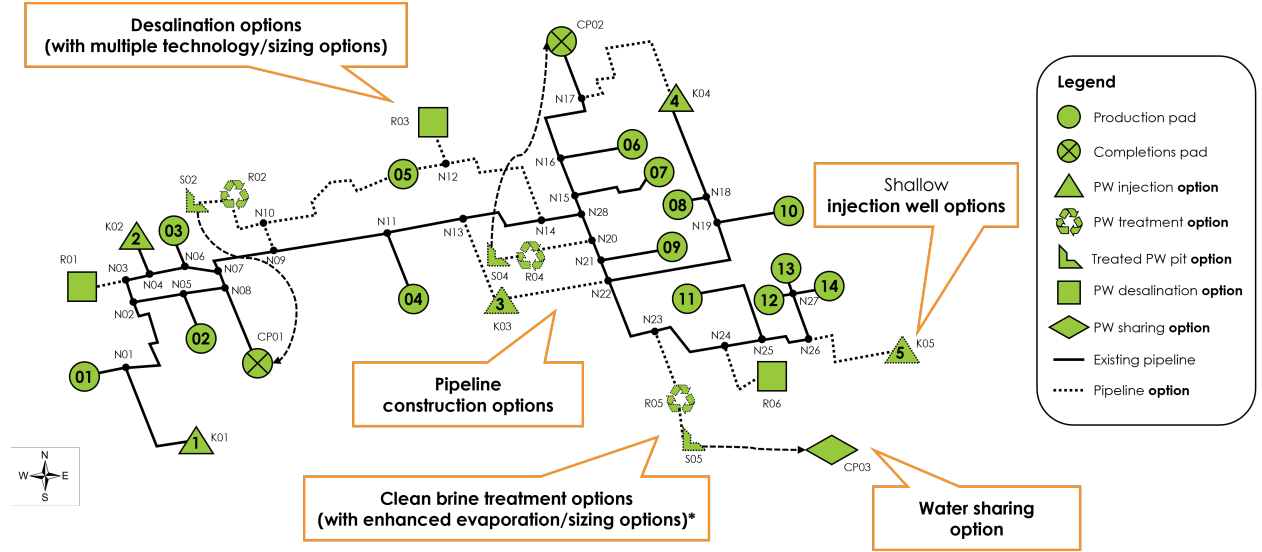 Desalination options
(with multiple technology/sizing options)
CP02
Legend
Production pad
Completions pad
PW injection option
PW treatment option
Treated PW pit option
PW desalination option
PW sharing option
Existing pipeline
Pipeline option
N17
4
K04
R03
N12
05
N16
06
07
N15
N28
08
N18
10
N19
Shallow
injection well options
S02
R02
N10
N11
N13
N14
N20
N21
09
S04
R04
N22
K02
2
03
N06
N07
N09
R01
N03
N04
N05
N08
N02
02
04
3
K03
CP01
N01
01
1
K01
11
13
12
14
N27
N23
N24
N25
N26
5
K05
R06
R05
S05
CP03
Pipeline
construction options
Clean brine treatment options
(with enhanced evaporation/sizing options)*
Water sharing
option
N
W
E
S